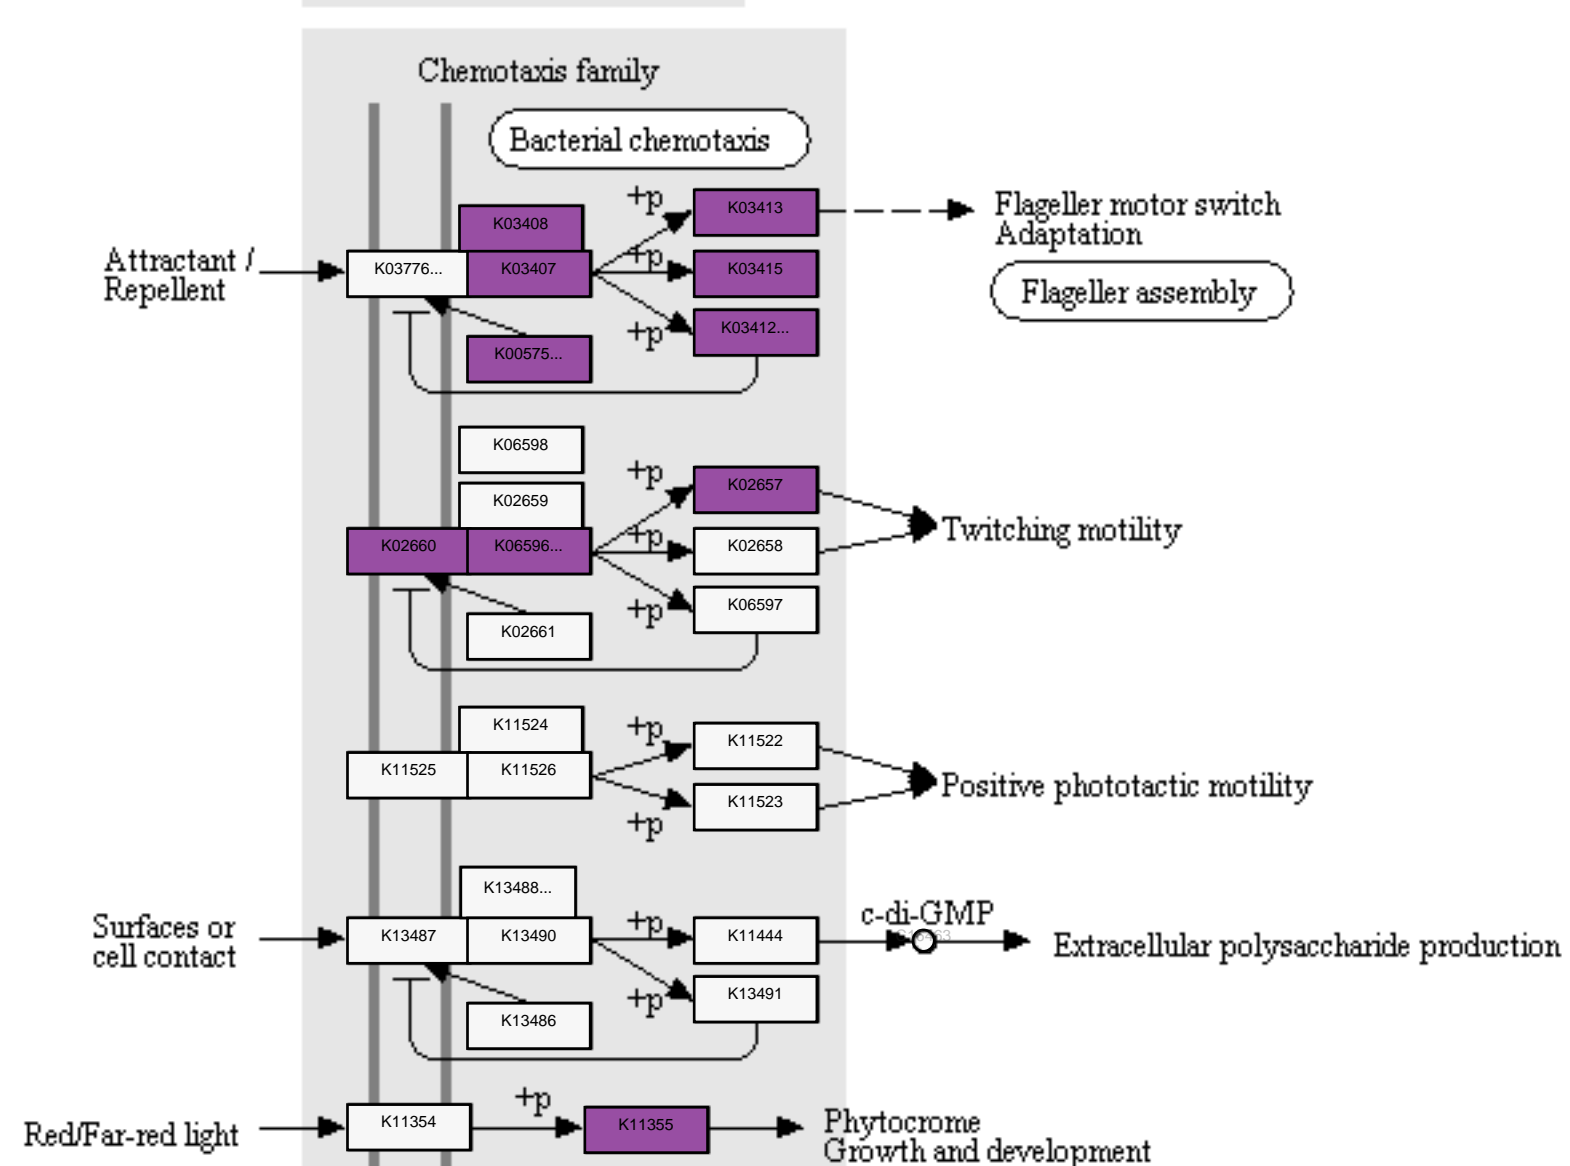 Chemotaxis family
Bacterial chemotaxis
+p
K03413
Flageller motor switch
Adaptation
K03408
Attractant /
Repellent
K03776...
K03407
+p
K03415
Flageller assembly
+p
K03412...
K00575...
K06598
+p
K02657
K02659
Twitching motility
K02660
K06596...
+p
K02658
+p
K06597
K02661
K11524
+p
K11522
K11525
K11526
Positive phototactic motility
+p
K11523
K13488...
Surfaces or
cell contact
K13487
K13490
+p
K11444
c-di-GMP
Extracellular polysaccharide production
+p
K13491
K13486
Red/Far-red light
K11354
+p
K11355
Phytocrome
Growth and development